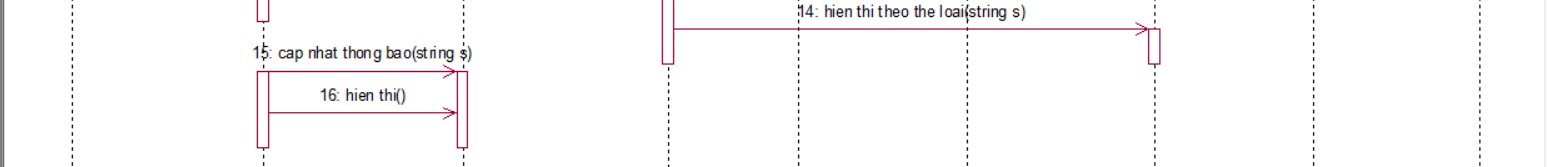 14: hien thi theo the loai(string s)
15: cap nhat thong bao(string s)
16: hien thi()